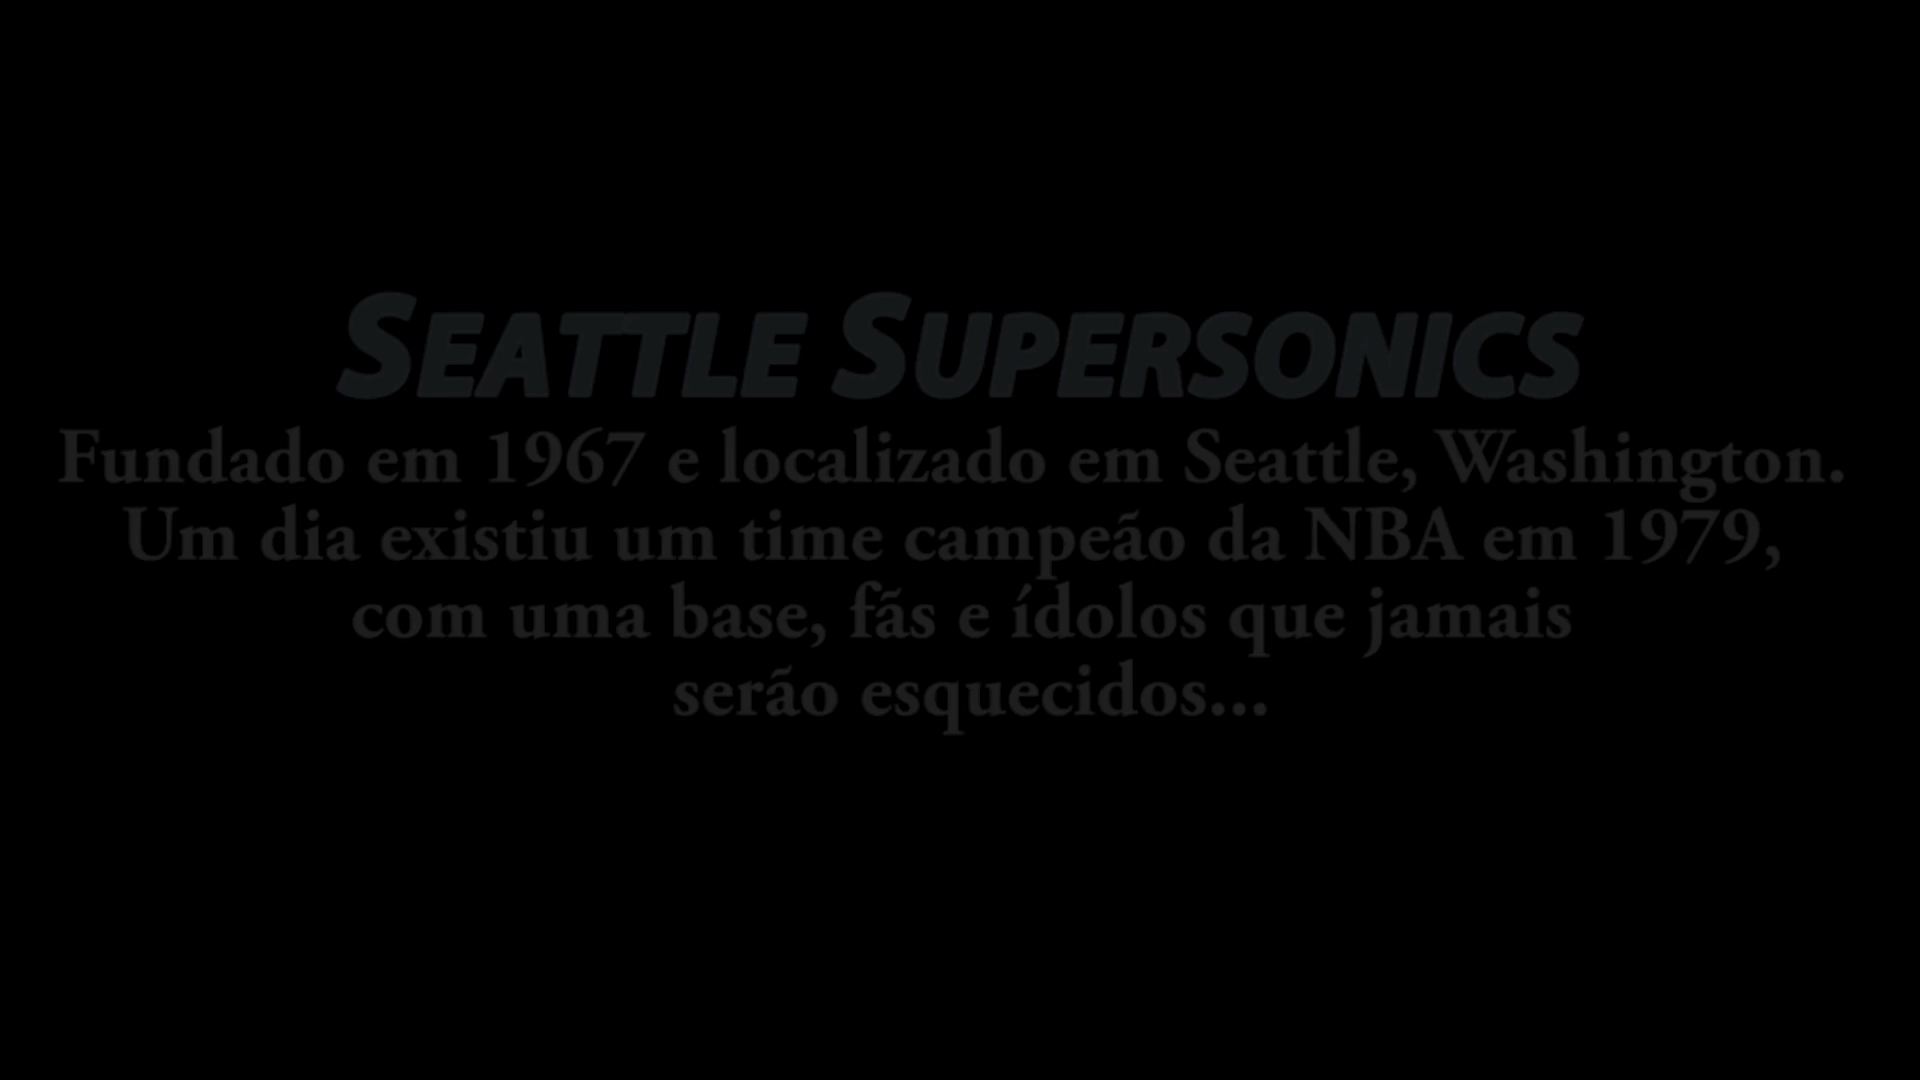 SEATTLE SUPERSONICS
Fundado em 1967 e localizado em Seattle, Washington.
Um dia existiu um time campeão da NBA em 1979,
com uma base, fãs e ídolos que jamais
serão esquecidos...